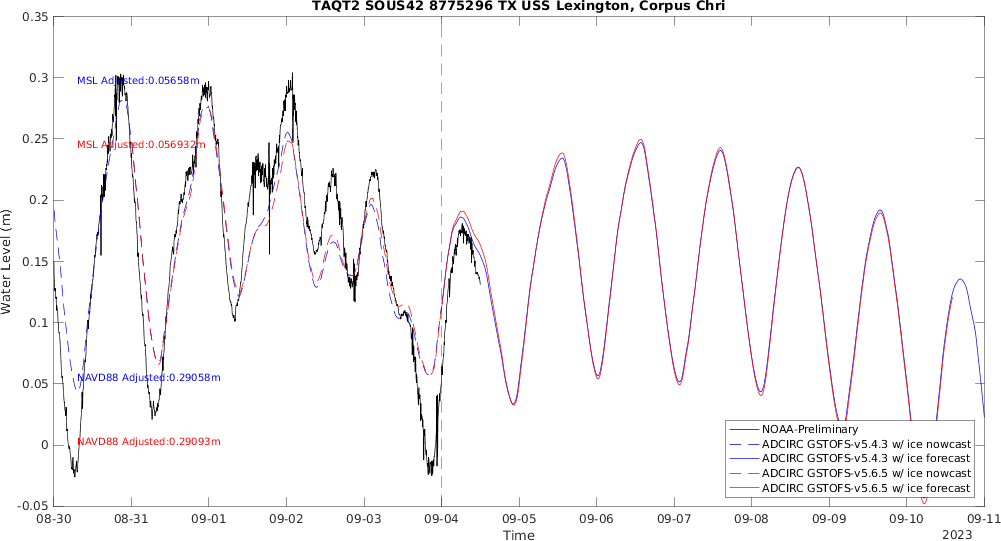 TAQT2 SOUS42 8775296 TX USS Lexington, Corpus Chri
0.35
0.3
0.25
0.2
0.15
0.1
0.05
0
-0.05
Water Level (m)
MSL Adjusted:0.05658m
MSL Adjusted:0.056932m
NAVD88 Adjusted:0.29058m
NAVD88 Adjusted:0.29093m
NOAA-Preliminary
ADCIRC GSTOFS-v5.4.3 w/ ice nowcast
ADCIRC GSTOFS-v5.4.3 w/ ice forecast
ADCIRC GSTOFS-v5.6.5 w/ ice nowcast
ADCIRC GSTOFS-v5.6.5 w/ ice forecast
08-30 08-31 09-01 09-02 09-03 09-04 09-05 09-06 09-07 09-08 09-09 09-10 09-11
Time
2023